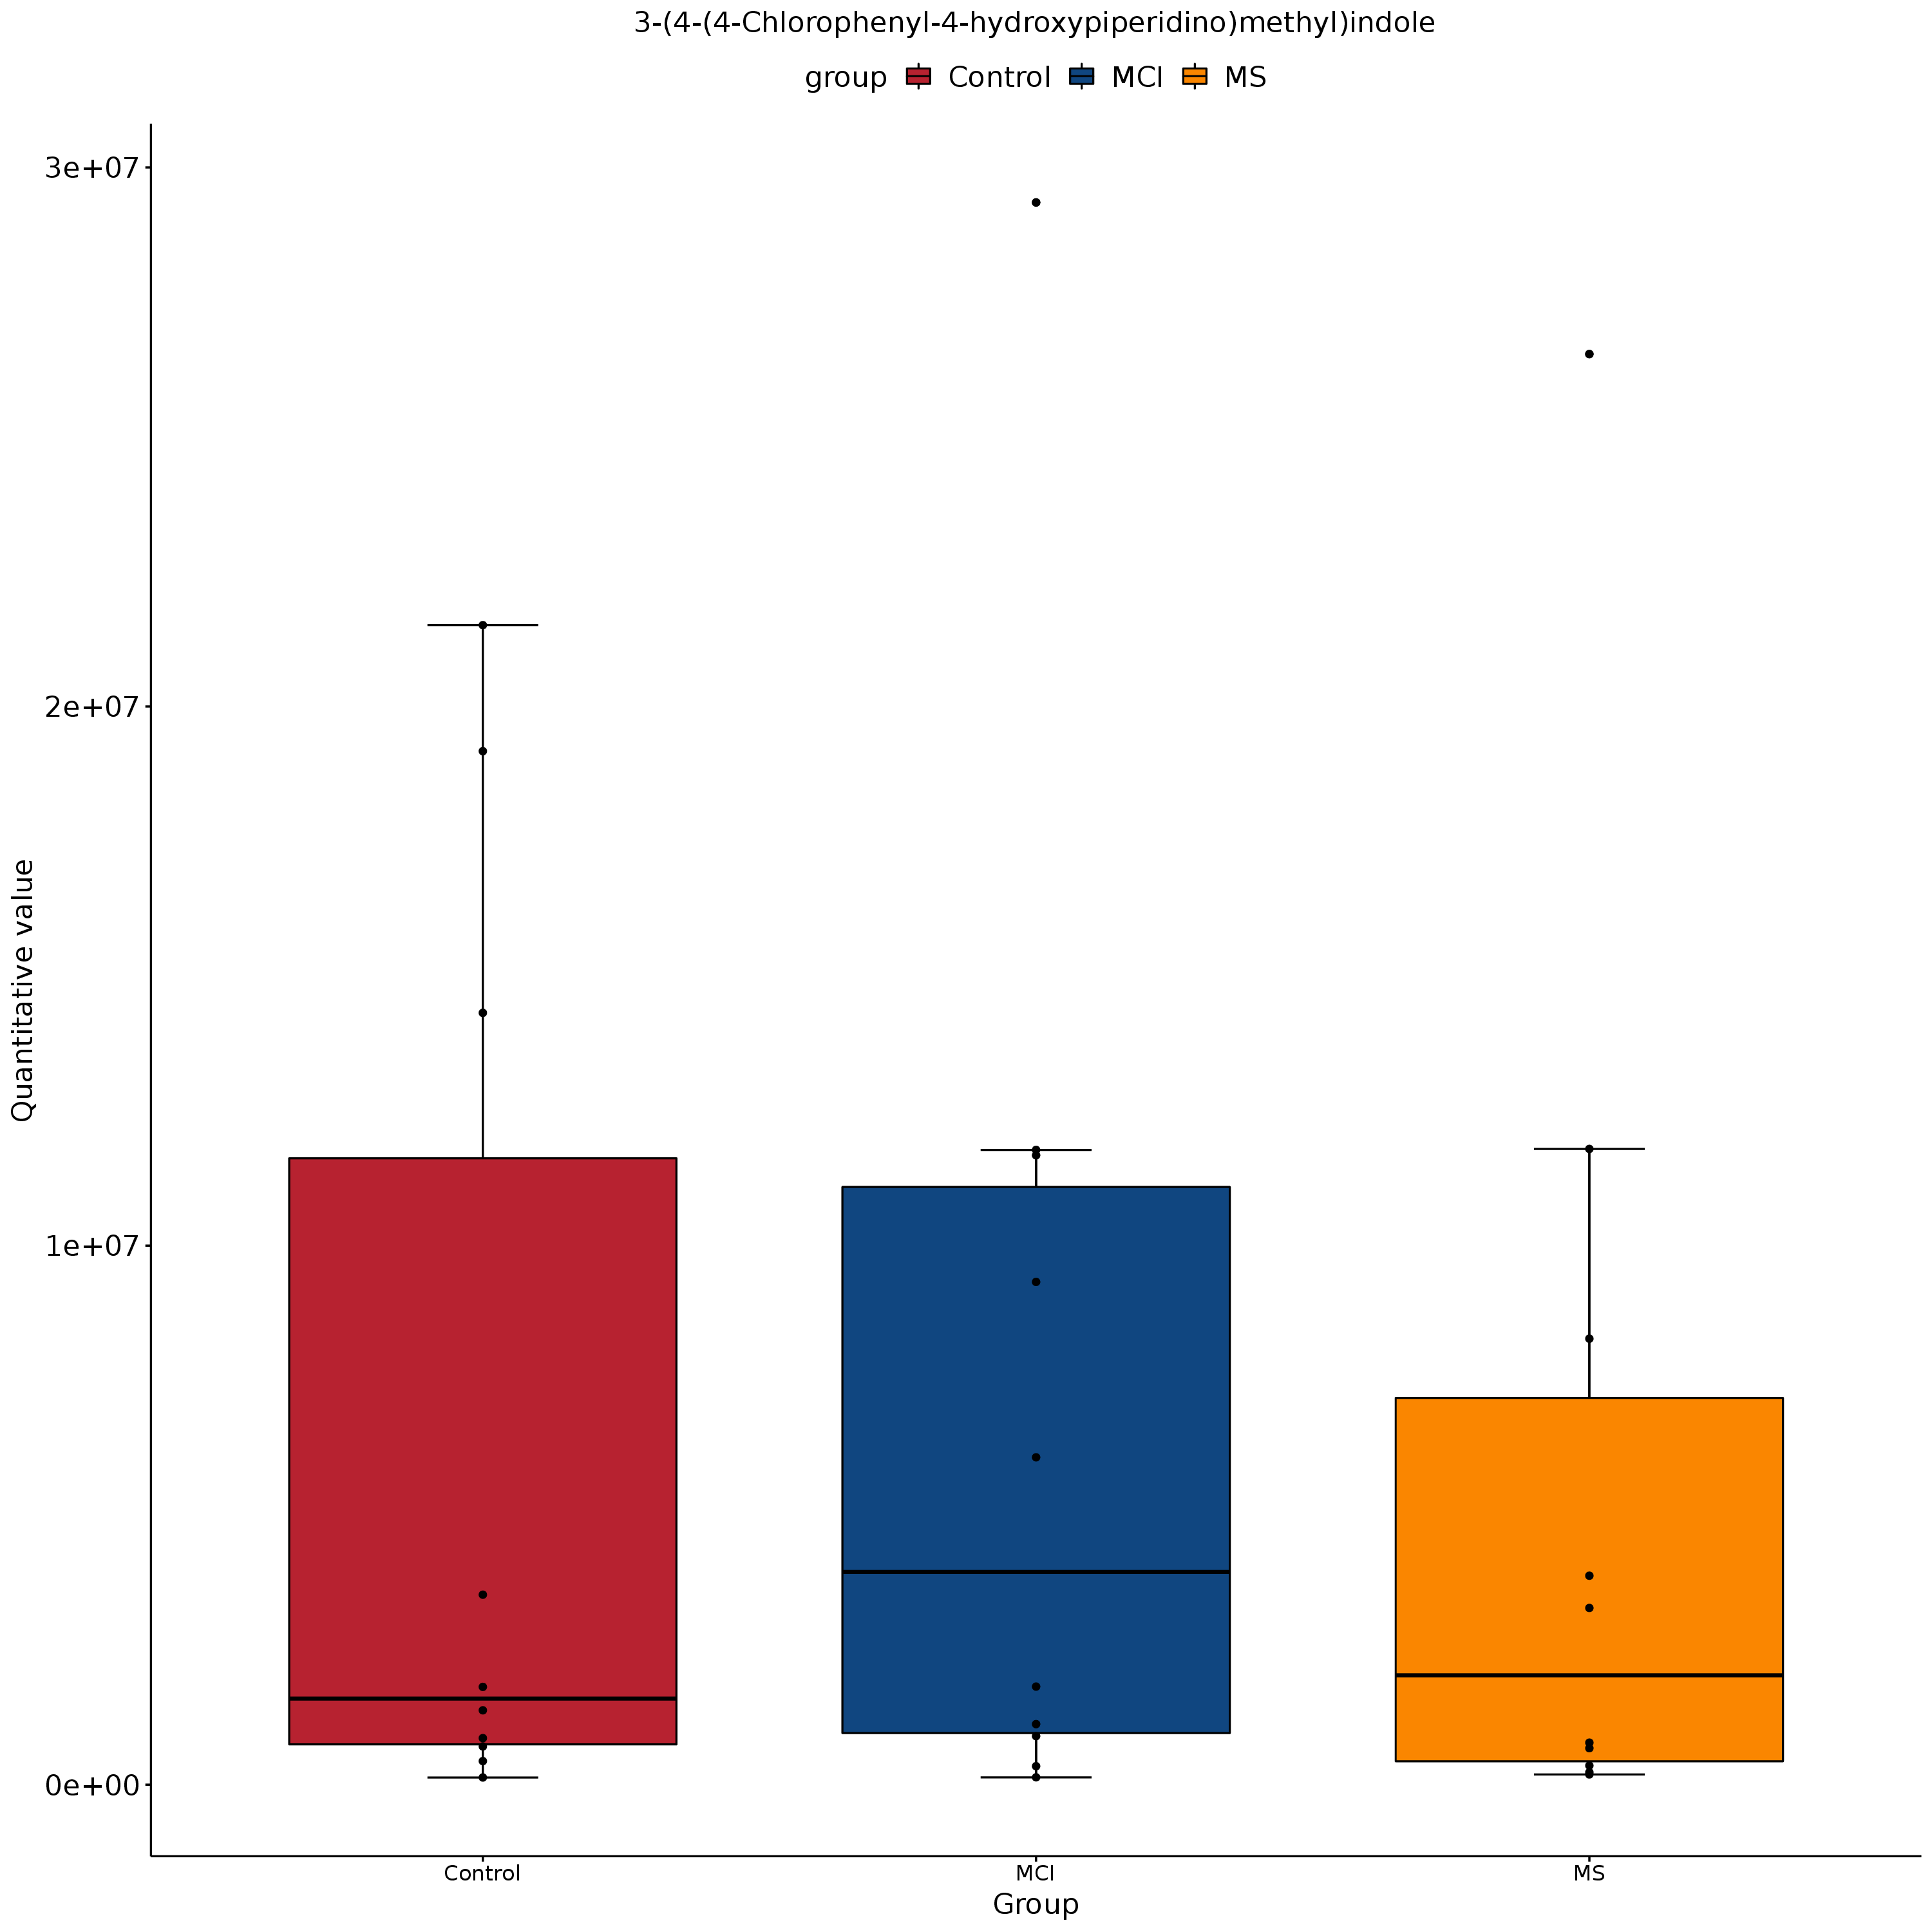 3-(4-(4-Chlorophenyl-4-hydroxypiperidino)methyl)indole
group Control MCI MS
3e+07
2e+07
1e+07
0e+00
Quantitative value
Control MCI MS
Group